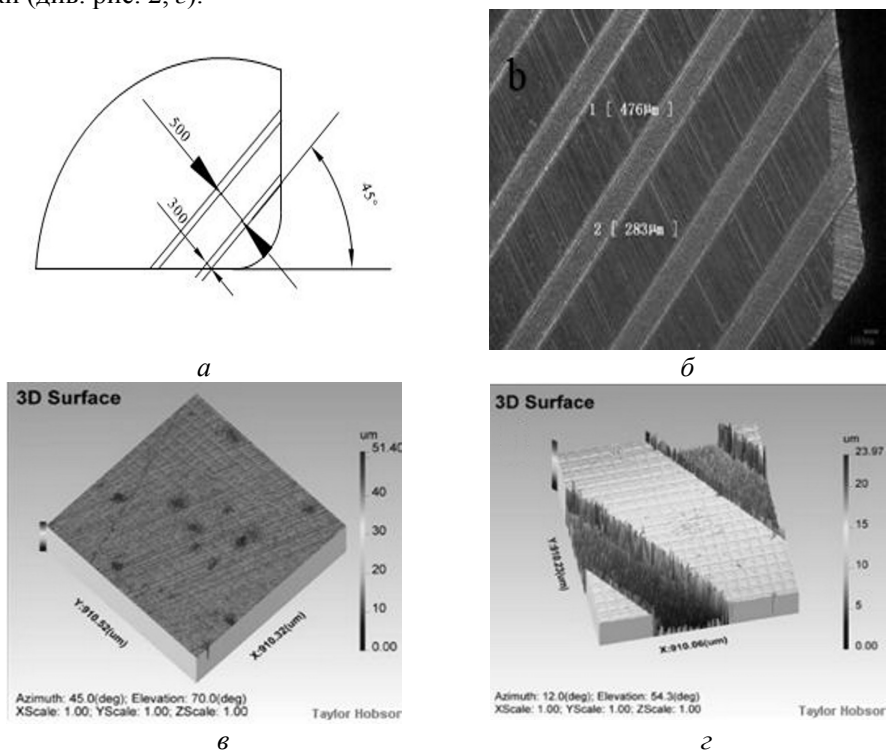 ки (див. рис. 2, г).
500
300
45°
а
b
1 [ 476μm ]
2 [ 283μm ]
б
3D Surface
um
51.40
40
30
20
10
0.00
Y:910.52(um)
X:910.32(um)
Azimuth: 45.0(deg); Elevation: 70.0(deg)
XScale: 1.00; YScale: 1.00; ZScale: 1.00
Taylor Hobson
в
3D Surface
um
23.97
20
15
10
5
0.00
Y:910.23(um)
X:910.06(um)
Azimuth: 12.0(deg); Elevation: 54.3(deg)
XScale: 1.00; YScale: 1.00; ZScale: 1.00
Taylor Hobson
г